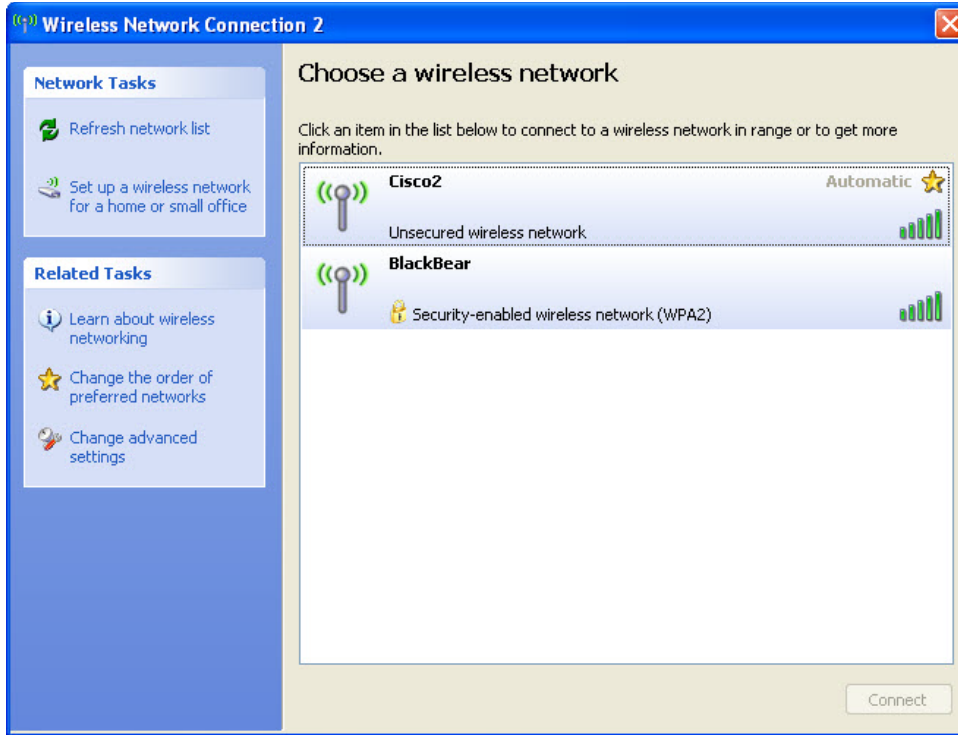 Wireless Network Connection 2
Network Tasks
Refresh network list
Set up a wireless network
for a home or small office
Related Tasks
Learn about wireless
networking
Change the order of
preferred networks
Change advanced
settings
Choose a wireless network
Click an item in the list below to connect to a wireless network in range or to get more
information.
Cisco2
Automatic
Unsecured wireless network
BlackBear
Security-enabled wireless network (WPA2)
Connect